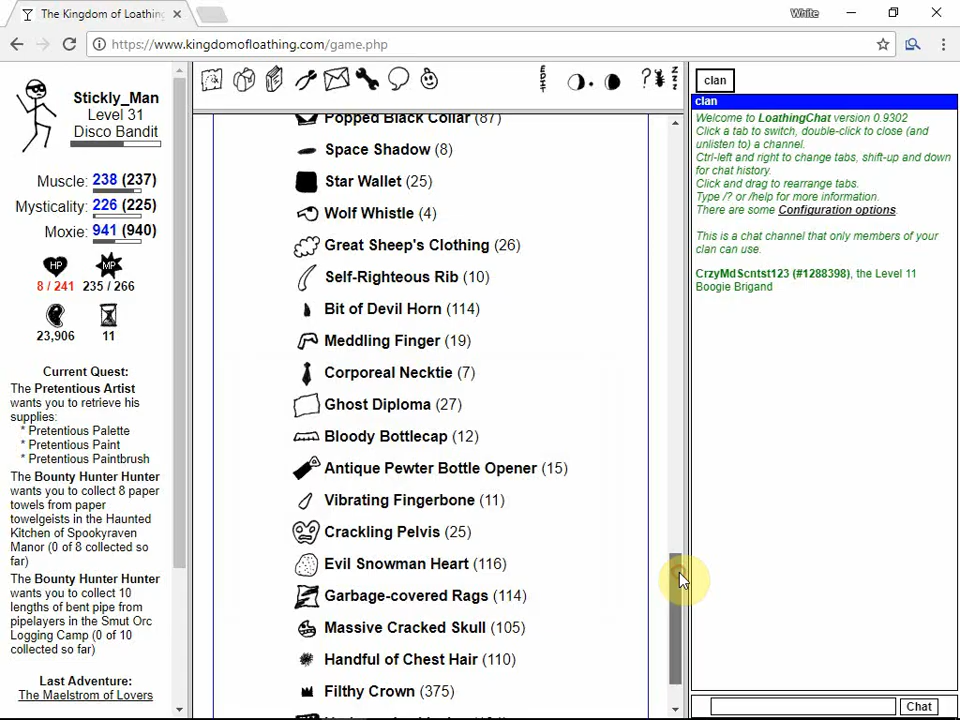 The Kingdom of Loathing
White
https://www.kingdomofloathing.com/game.php
Stickly_Man
Level 31
Disco Bandit
Muscle: 238 (237)
Mysticality: 226 (225)
Moxie: 941 (940)
HP
MP
8 / 241
235 / 266
23,906
11
Current Quest:
The Pretentious Artist
wants you to retrieve his
supplies:
* Pretentious Palette
* Pretentious Paint
* Pretentious Paintbrush
The Bounty Hunter Hunter
wants you to collect 8 paper
towels from paper
towelgeists in the Haunted
Kitchen of Spookyraven
Manor (0 of 8 collected so
far)
The Bounty Hunter Hunter
wants you to collect 10
lengths of bent pipe from
pipelayers in the Smut Orc
Logging Camp (0 of 10
collected so far)
Last Adventure:
The Maelstrom of Lovers
EDIT
?
ZZZ
Popped Black Collar (87)
Space Shadow (8)
Star Wallet (25)
Wolf Whistle (4)
Great Sheep's Clothing (26)
Self-Righteous Rib (10)
Bit of Devil Horn (114)
Meddling Finger (19)
Corporeal Necktie (7)
Ghost Diploma (27)
Bloody Bottlecap (12)
Antique Pewter Bottle Opener (15)
Vibrating Fingerbone (11)
Crackling Pelvis (25)
Evil Snowman Heart (116)
Garbage-covered Rags (114)
Massive Cracked Skull (105)
Handful of Chest Hair (110)
Filthy Crown (375)
clan
clan
Welcome to LoathingChat version 0.9302
Click a tab to switch, double-click to close (and
unlisten to) a channel.
Ctrl-left and right to change tabs, shift-up and down
for chat history.
Click and drag to rearrange tabs.
Type /? or /help for more information.
There are some Configuration options.
This is a chat channel that only members of your
clan can use.
CrzyMdScntst123 (#1288398), the Level 11
Boogie Brigand
Chat